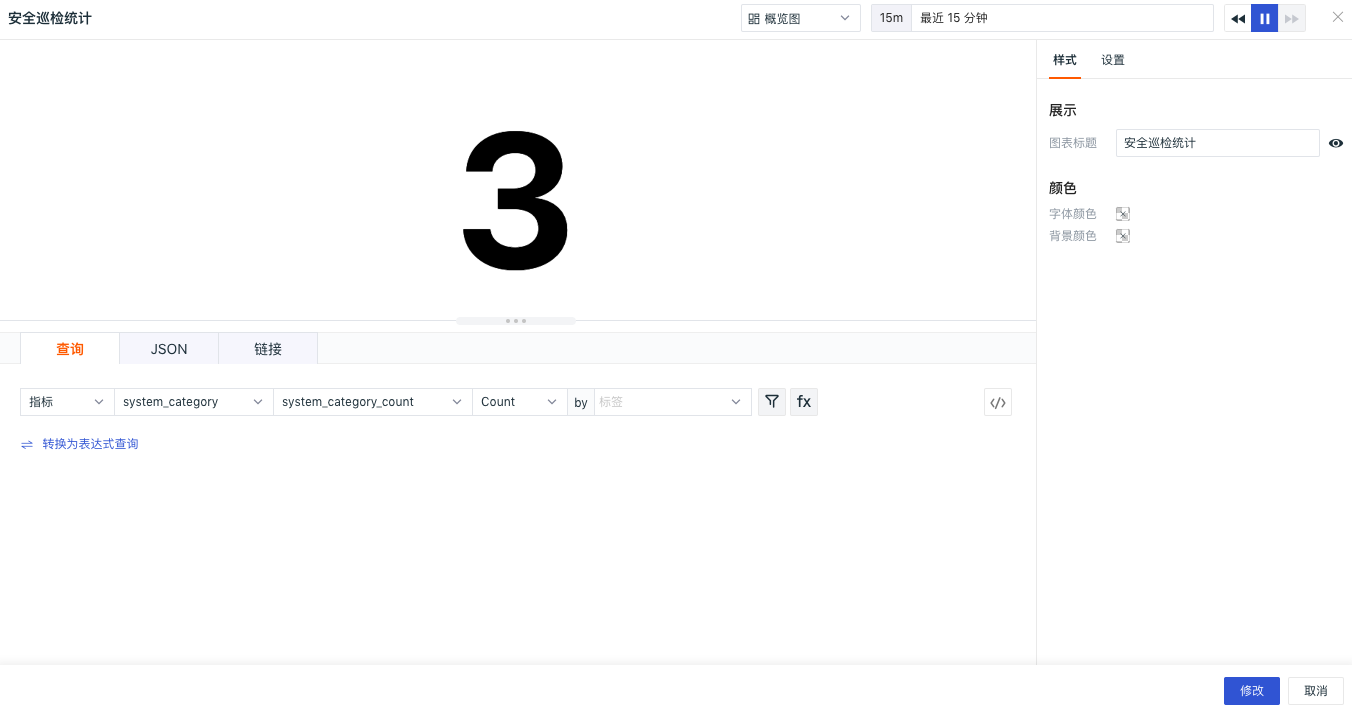 安全巡检统计
概览图
15m 最近 15 分钟
样式 设置
展示
图表标题 安全巡检统计
颜色
字体颜色
背景颜色
3
查询 JSON 链接
指标 system_category system_category_count Count by 标签 fx </>
转换为表达式查询
修改 取消